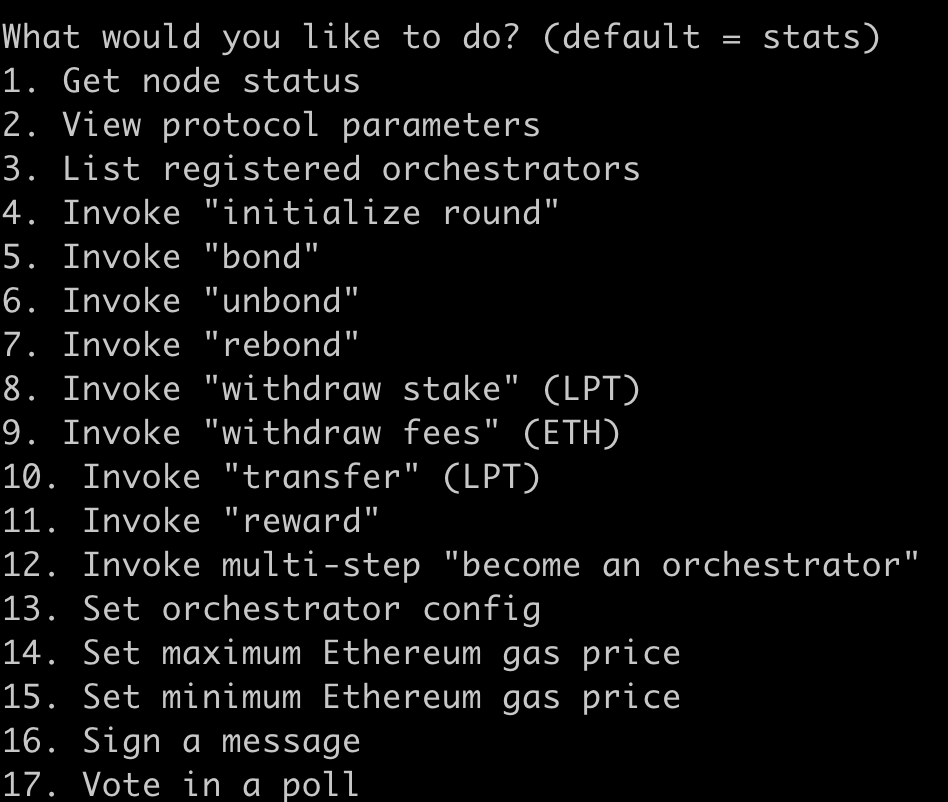 What would you like to do? (default = stats)
1. Get node status
2. View protocol parameters
3. List registered orchestrators
4. Invoke "initialize round"
5. Invoke "bond"
6. Invoke "unbond"
7. Invoke "rebond"
8. Invoke "withdraw stake" (LPT)
9. Invoke "withdraw fees" (ETH)
10. Invoke "transfer" (LPT)
11. Invoke "reward"
12. Invoke multi-step "become an orchestrator"
13. Set orchestrator config
14. Set maximum Ethereum gas price
15. Set minimum Ethereum gas price
16. Sign a message
17. Vote in a poll